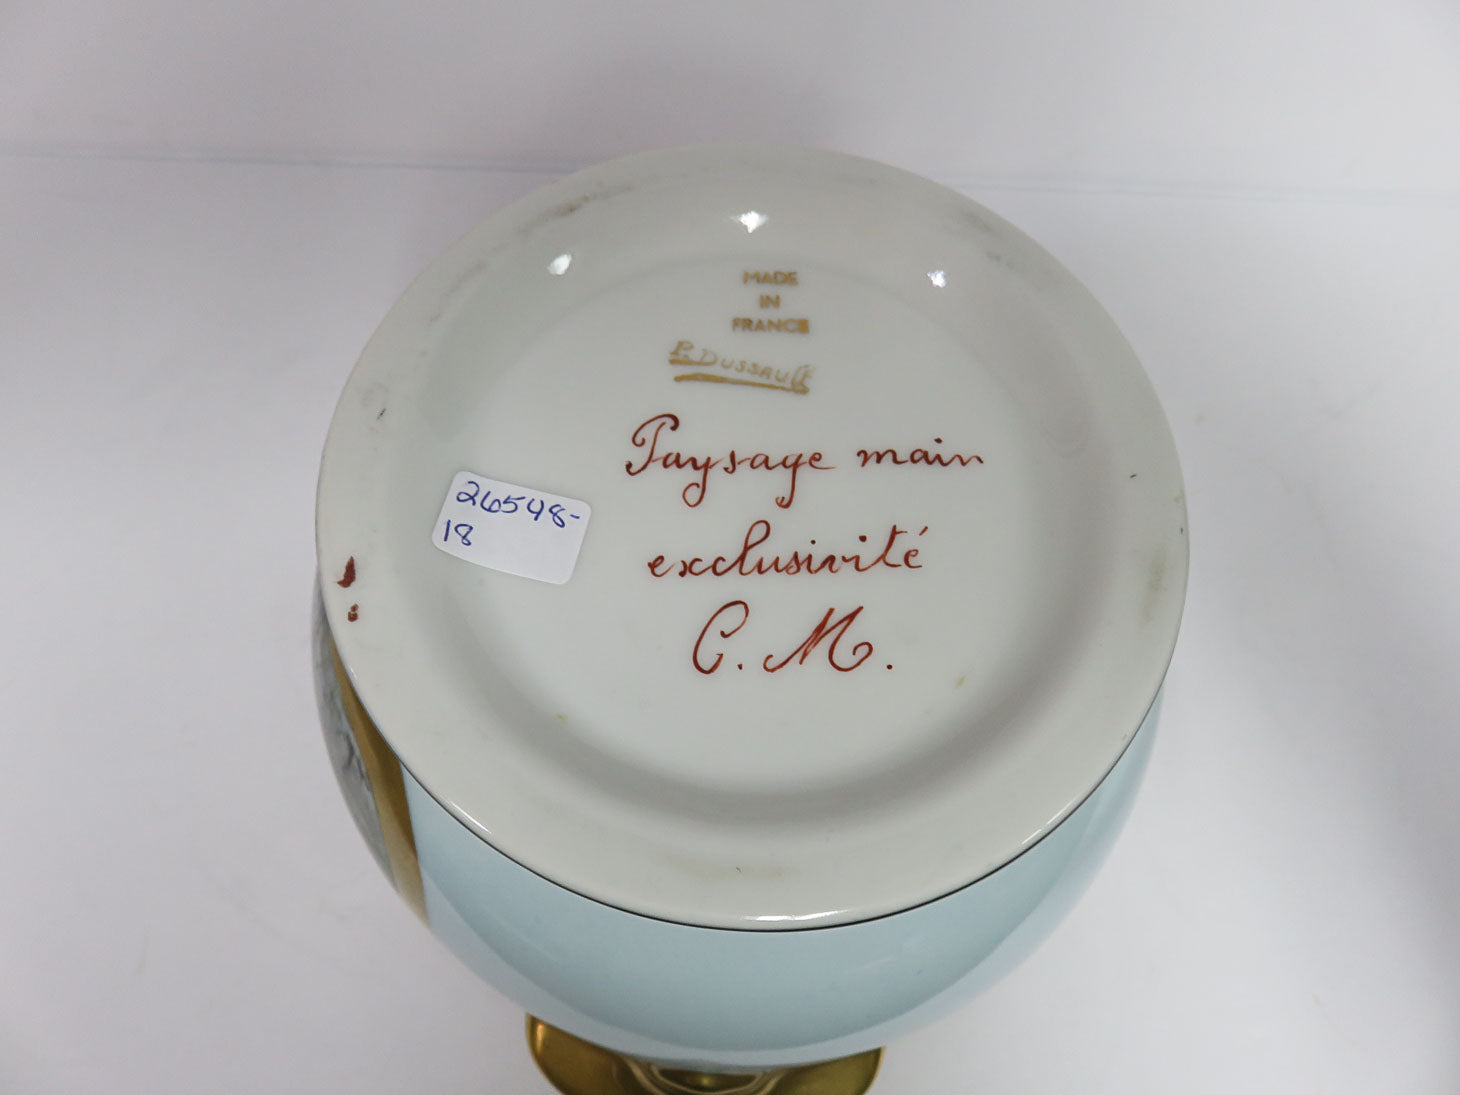 MADE
IN
FRANCE
P. DUSSAULT
Paysage main
exclusivité
C. M.
26548-
18